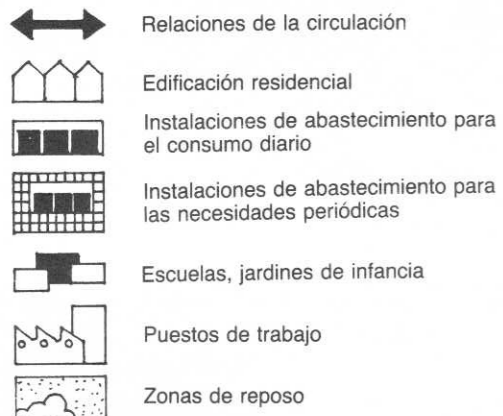 Relaciones de la circulación
Edificación residencial
Instalaciones de abastecimiento para
el consumo diario
Instalaciones de abastecimiento para
las necesidades periódicas
Escuelas, jardines de infancia
Puestos de trabajo
Zonas de reposo